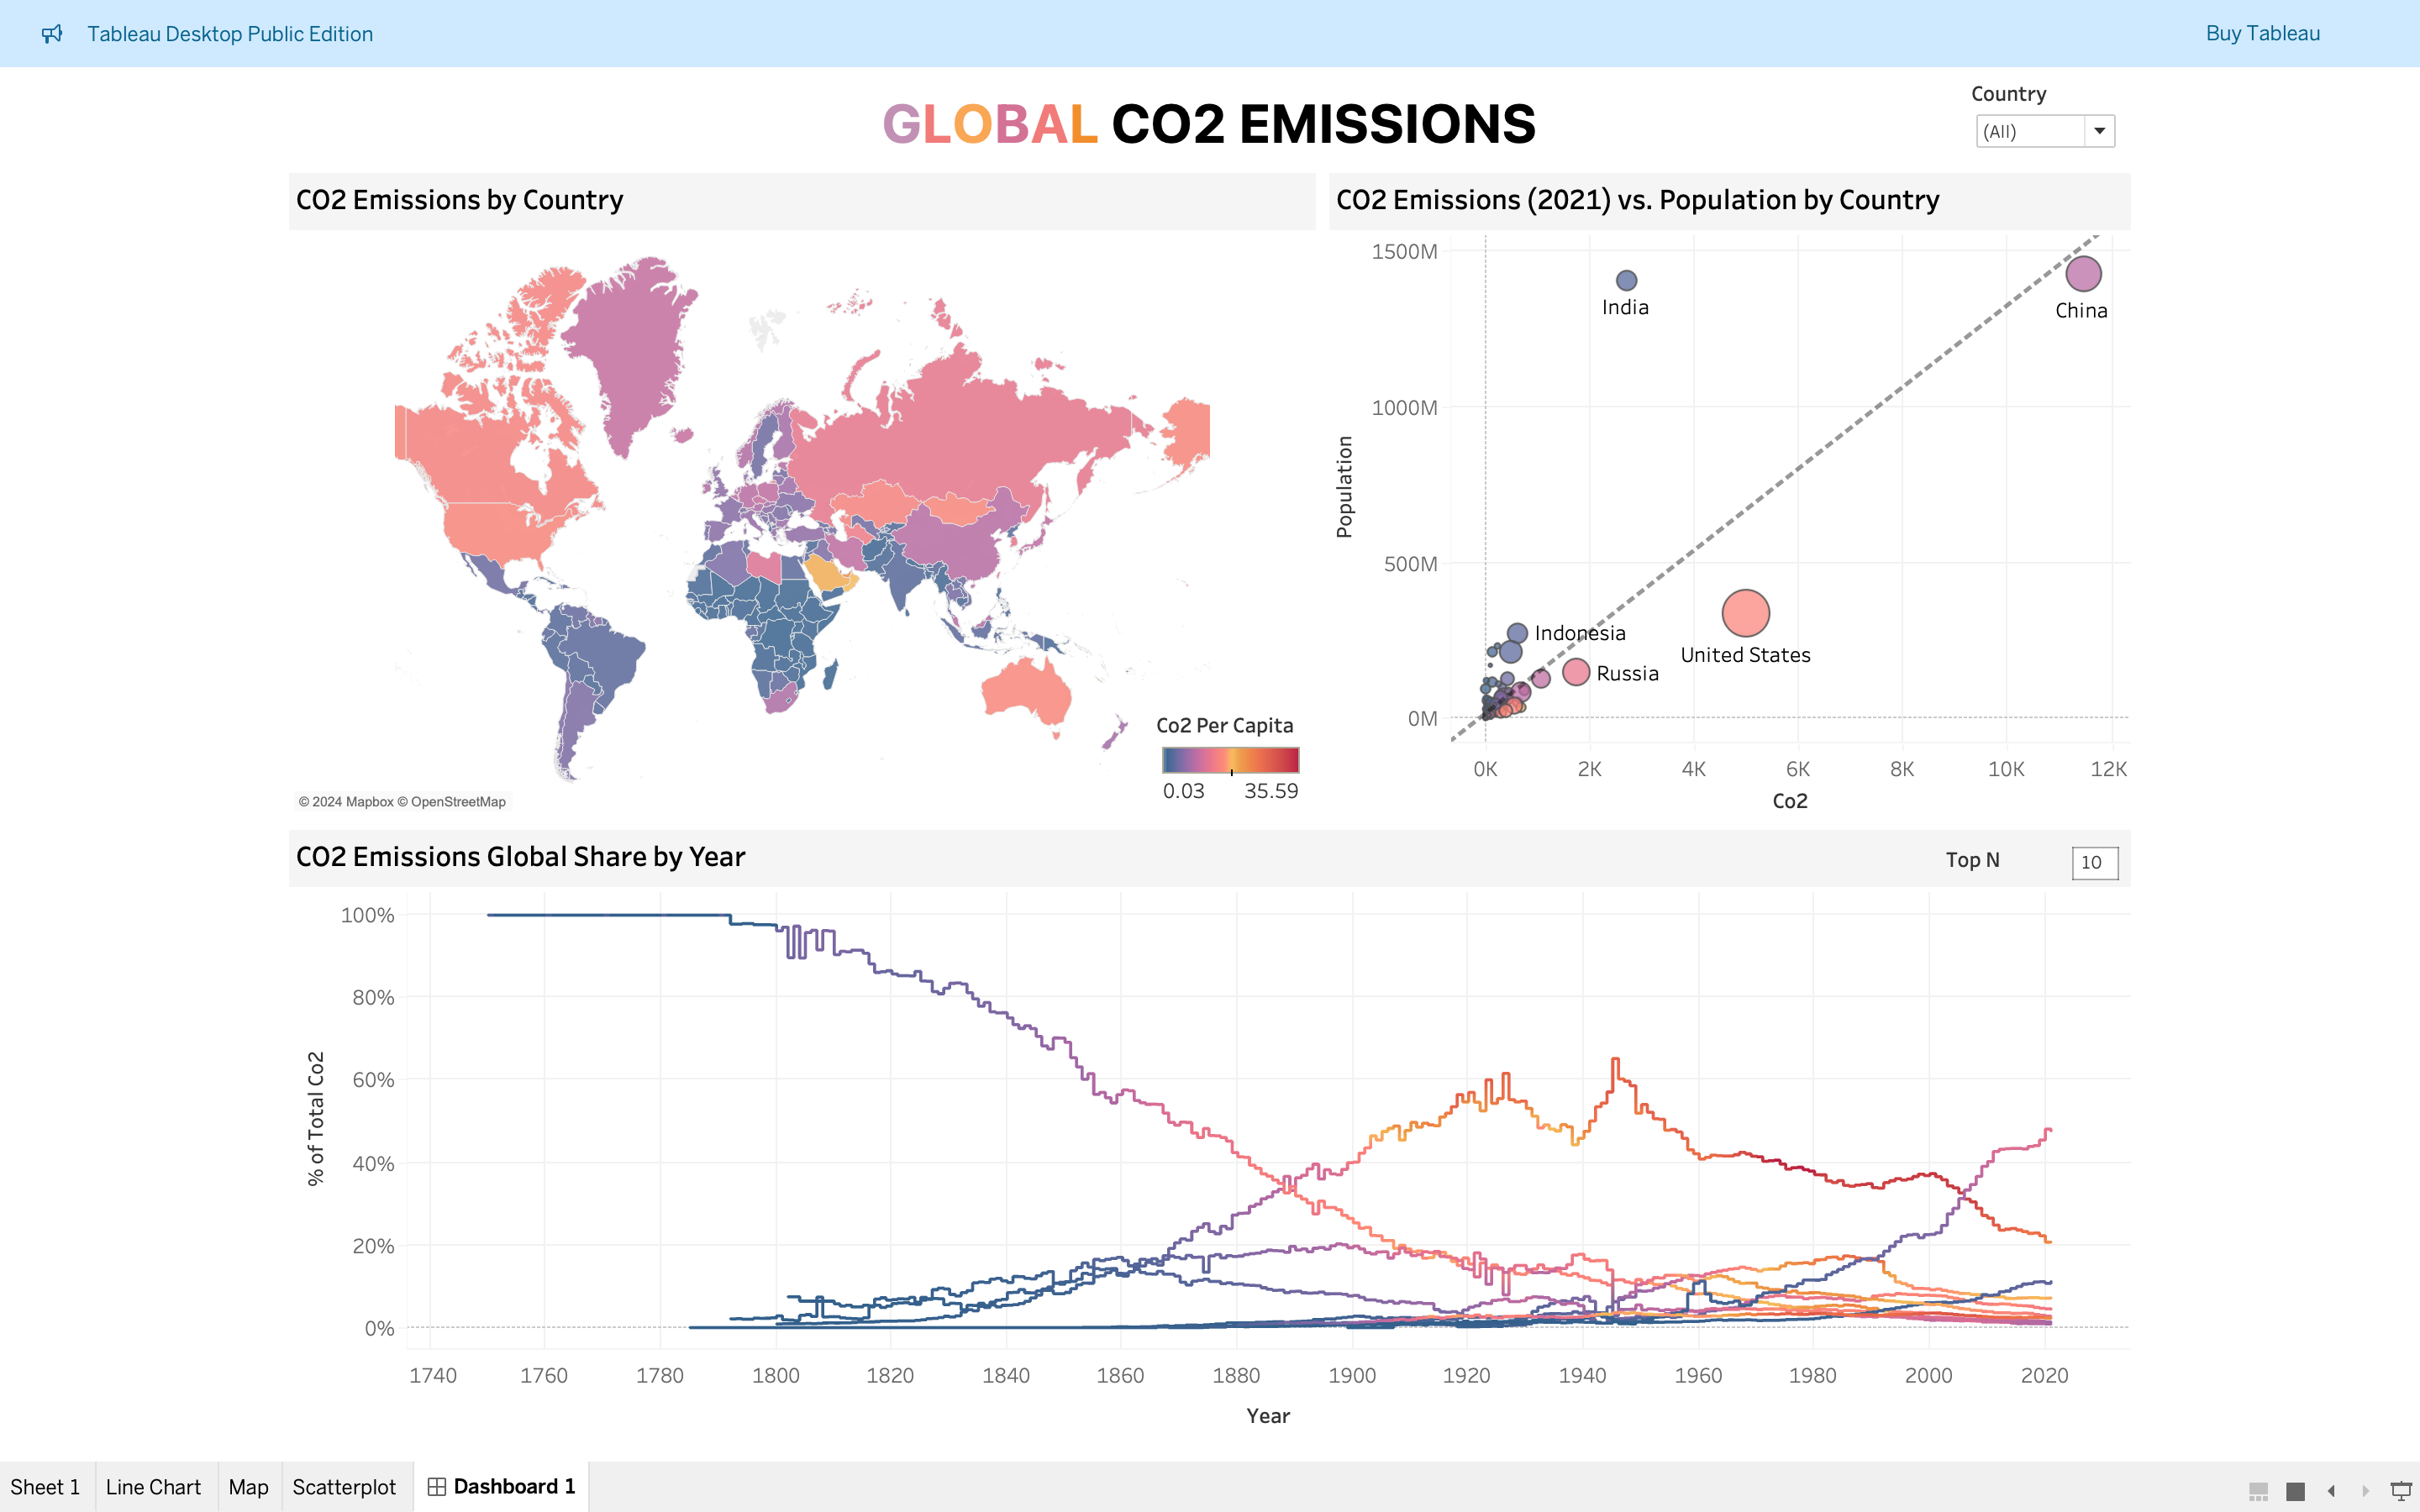 Tableau Desktop Public Edition
Buy Tableau
GLOBAL CO2 EMISSIONS
Country
(All)
CO2 Emissions by Country
Co2 Per Capita
0.03 35.59
© 2024 Mapbox © OpenStreetMap
CO2 Emissions (2021) vs. Population by Country
1500M
1000M
500M
0M
Population
India
China
Indonesia
United States
Russia
0K 2K 4K 6K 8K 10K 12K
Co2
CO2 Emissions Global Share by Year
Top N
10
100%
80%
60%
40%
20%
0%
% of Total Co2
1740 1760 1780 1800 1820 1840 1860 1880 1900 1920 1940 1960 1980 2000 2020
Year
Sheet 1 Line Chart Map Scatterplot Dashboard 1